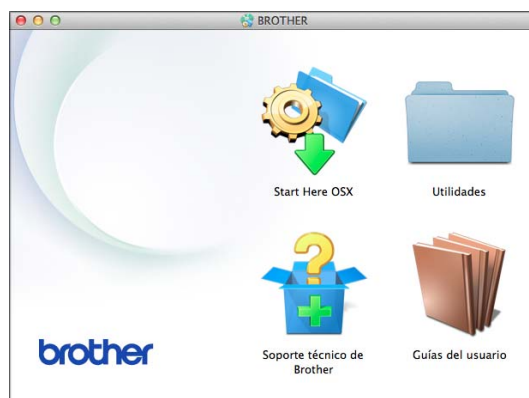 BROTHER
Start Here OSX
Utilidades
Soporte técnico de
Brother
Guías del usuario
brother